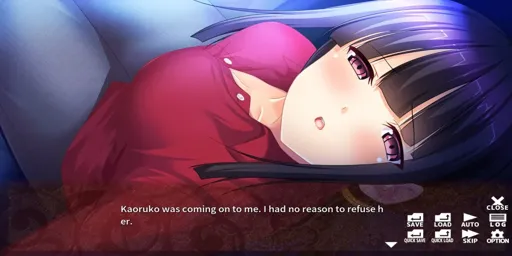 Kaoruko was coming on to me. I had no reason to refuse h
er.
CLOSE
SAVE LOAD AUTO LOG
QUICK SAVE QUICK LOAD SKIP OPTION